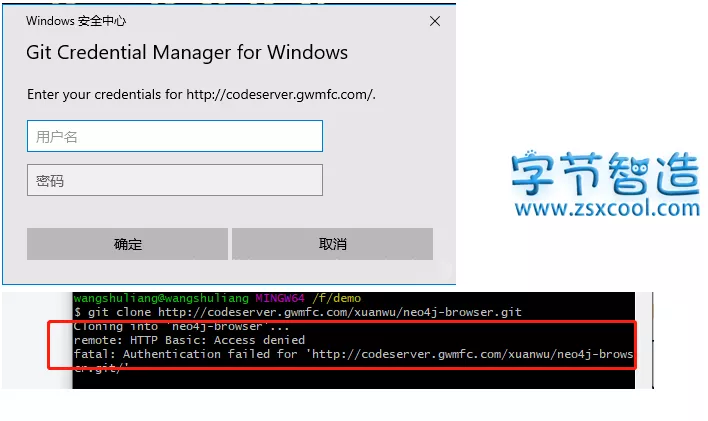 Windows 安全中心
Git Credential Manager for Windows
Enter your credentials for http://codeserver.gwmfc.com/.
用户名
密码
确定
取消
字节智造
www.zsxcool.com
wangshuliang@wangshuliang MINGW64 /f/demo
$ git clone http://codeserver.gwmfc.com/xuanwu/neo4j-browser.git
Cloning into 'neo4j-browser'...
remote: HTTP Basic: Access denied
fatal: Authentication failed for 'http://codeserver.gwmfc.com/xuanwu/neo4j-brows
er.git/'